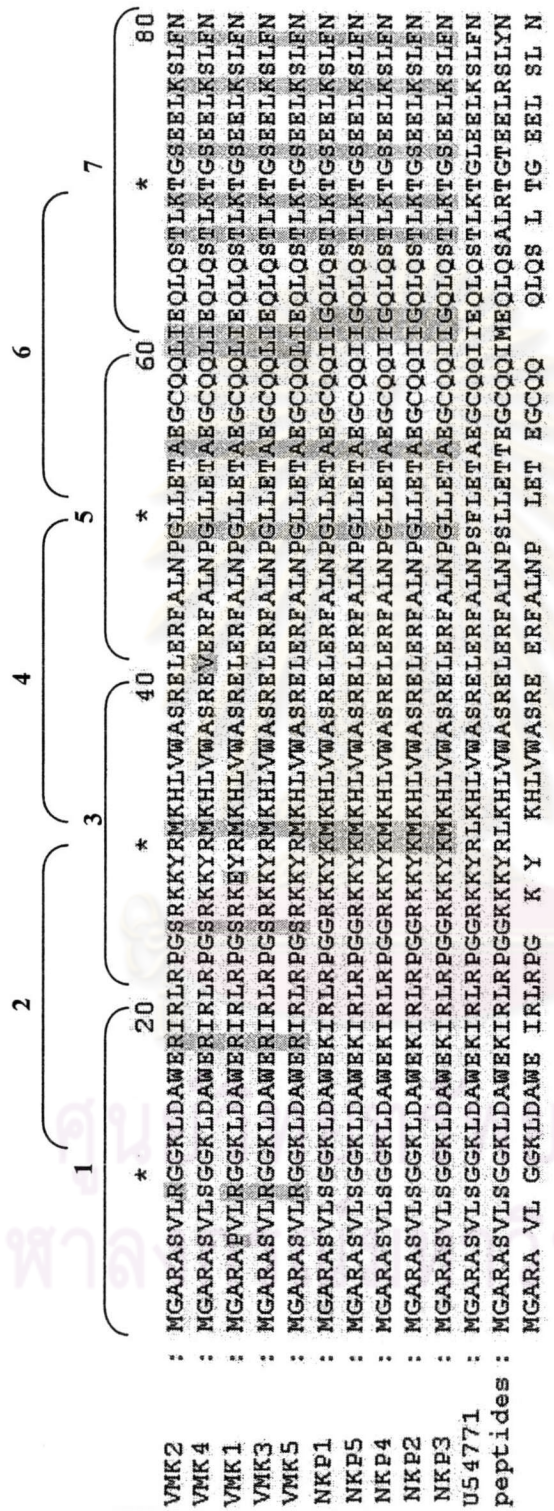 2 4 6
1 3 5 7
* 20 * 40 * 60 * 80
VMK2 : MGARASVLRGGKLDAWERIRLRPGSRKKYRMKHLVWASRELERFALNPGLLETAEGCQQLIEQLQSTLKTGSEELKSLFN
VMK4 : MGARASVLSGGKLDAWERIRLRPGSRKKYRMKHLVWASREVERFALNPGLLETAEGCQQLIEQLQSTLKTGSEELKSLFN
VMK1 : MGARAPVLRGGKLDAWERIRLRPGSRKEYRMKHLVWASRELERFALNPGLLETAEGCQQLIEQLQSTLKTGSEELKSLFN
VMK3 : MGARASVLRGGKLDAWERIRLRPGSRKKYRMKHLVWASRELERFALNPGLLETAEGCQQLIEQLQSTLKTGSEELKSLFN
VMK5 : MGARASVLRGGKLDAWERIRLRPGSRKKYRMKHLVWASRELERFALNPGLLETAEGCQQLIEQLQSTLKTGSEELKSLFN
NKP1 : MGARASVLSGGKLDAWEKIRLRPGGRKKYKMKHLVWASRELERFALNPGLLETAEGCQQIIGQLQSTLKTGSEELKSLFN
NKP5 : MGARASVLSGGKLDAWEKIRLRPGGRKKYKMKHLVWASRELERFALNPGLLETAEGCQQIIGQLQSTLKTGSEELKSLFN
NKP4 : MGARASVLSGGKLDAWEKIRLRPGGRKKYKMKHLVWASRELERFALNPGLLETAEGCQQIIGQLQSTLKTGSEELKSLFN
NKP2 : MGARASVLSGGKLDAWEKIRLRPGGRKKYKMKHLVWASRELERFALNPGLLETAEGCQQIIGQLQSTLKTGSEELKSLFN
NKP3 : MGARASVLSGGKLDAWEKIRLRPGGRKKYKMKHLVWASRELERFALNPGLLETAEGCQQIIGQLQSTLKTGSEELKSLFN
U54771 : MGARASVLSGGKLDAWEKIRLRPGGRKKYRLKHLVWASRELERFALNPSFLETAEGCQQIIEQLQSTLKTGLEELKSLFN
peptides : MGARASVLSGGKLDAWEKIRLRPGGKKKYRLKHLVWASRELERFALNPSLLETTEGCQQIMEQLQSALRTGTEELRSLYN
MGARA VL GGKLDAWE IRLRPG K Y KHLVWASRE ERFALNP LET EGCQQ QLQS L TG EEL SL N